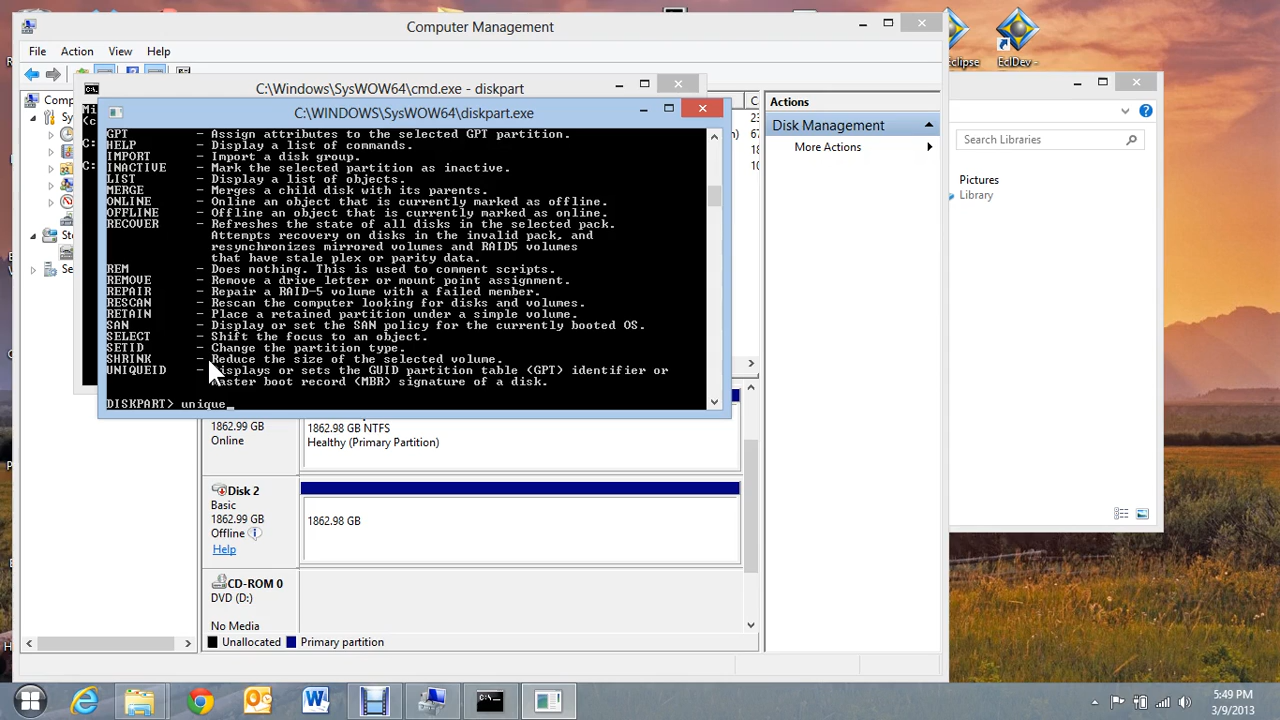 Computer Management
File Action View Help
C:\Windows\SysWOW64\cmd.exe - diskpart
C:\WINDOWS\SysWOW64\diskpart.exe
GPT - Assign attributes to the selected GPT partition.
HELP - Display a list of commands.
IMPORT - Import a disk group.
INACTIVE - Mark the selected partition as inactive.
LIST - Display a list of objects.
MERGE - Merges a child disk with its parents.
ONLINE - Online an object that is currently marked as offline.
OFFLINE - Offline an object that is currently marked as online.
RECOVER - Refreshes the state of all disks in the selected pack.
Attempts recovery on disks in the invalid pack, and
resynchronizes mirrored volumes and RAID5 volumes
that have stale plex or parity data.
REM - Does nothing. This is used to comment scripts.
REMOVE - Remove a drive letter or mount point assignment.
REPAIR - Repair a RAID-5 volume with a failed member.
RESCAN - Rescan the computer looking for disks and volumes.
RETAIN - Place a retained partition under a simple volume.
SAN - Display or set the SAN policy for the currently booted OS.
SELECT - Shift the focus to an object.
SETID - Change the partition type.
SHRINK - Reduce the size of the selected volume.
UNIQUEID - Displays or sets the GUID partition table (GPT) identifier or
master boot record (MBR) signature of a disk.
DISKPART> unique_
1862.99 GB
Online
1862.98 GB NTFS
Healthy (Primary Partition)
Disk 2
Basic
1862.99 GB
Offline
Help
1862.98 GB
CD-ROM 0
DVD (D:)
No Media
Unallocated Primary partition
Actions
Disk Management
More Actions
Search Libraries
Pictures
Library
Eclipse
EclDev -
5:49 PM
3/9/2013